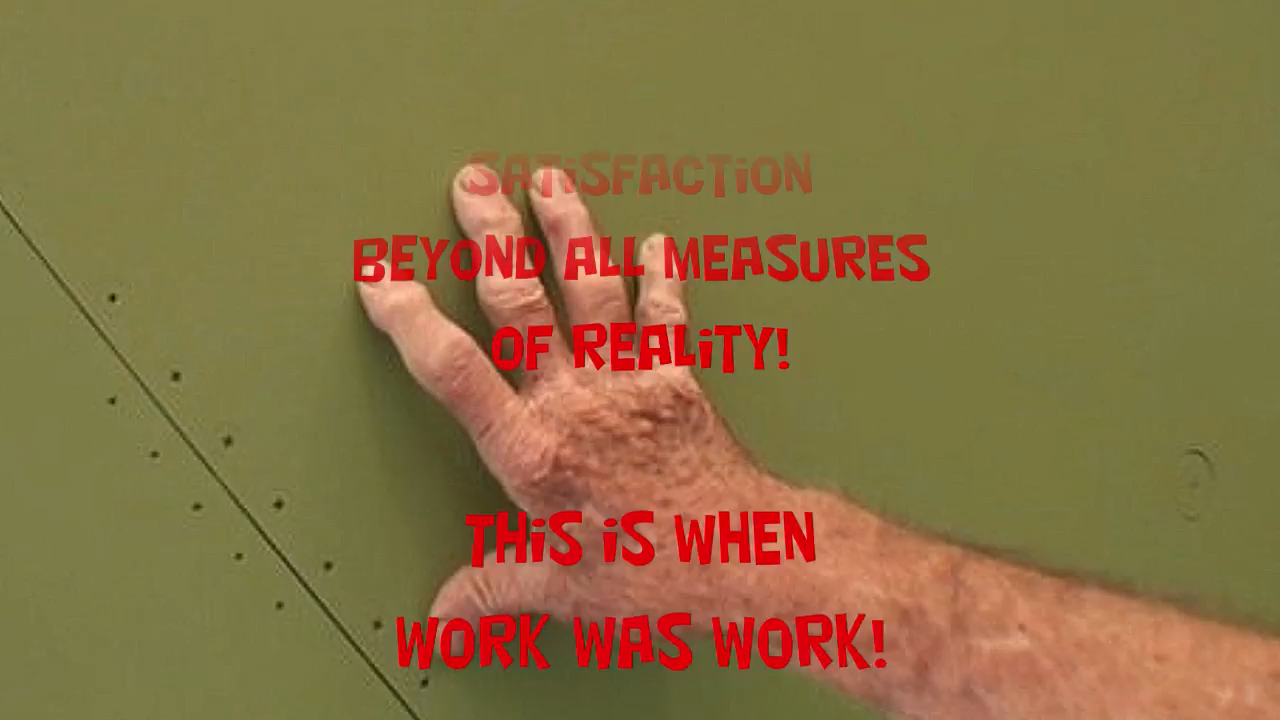 SATiSFACTiON
BEYOND ALL MEASURES
OF REALiTY!
THiS iS WHEN
WORK WAS WORK!